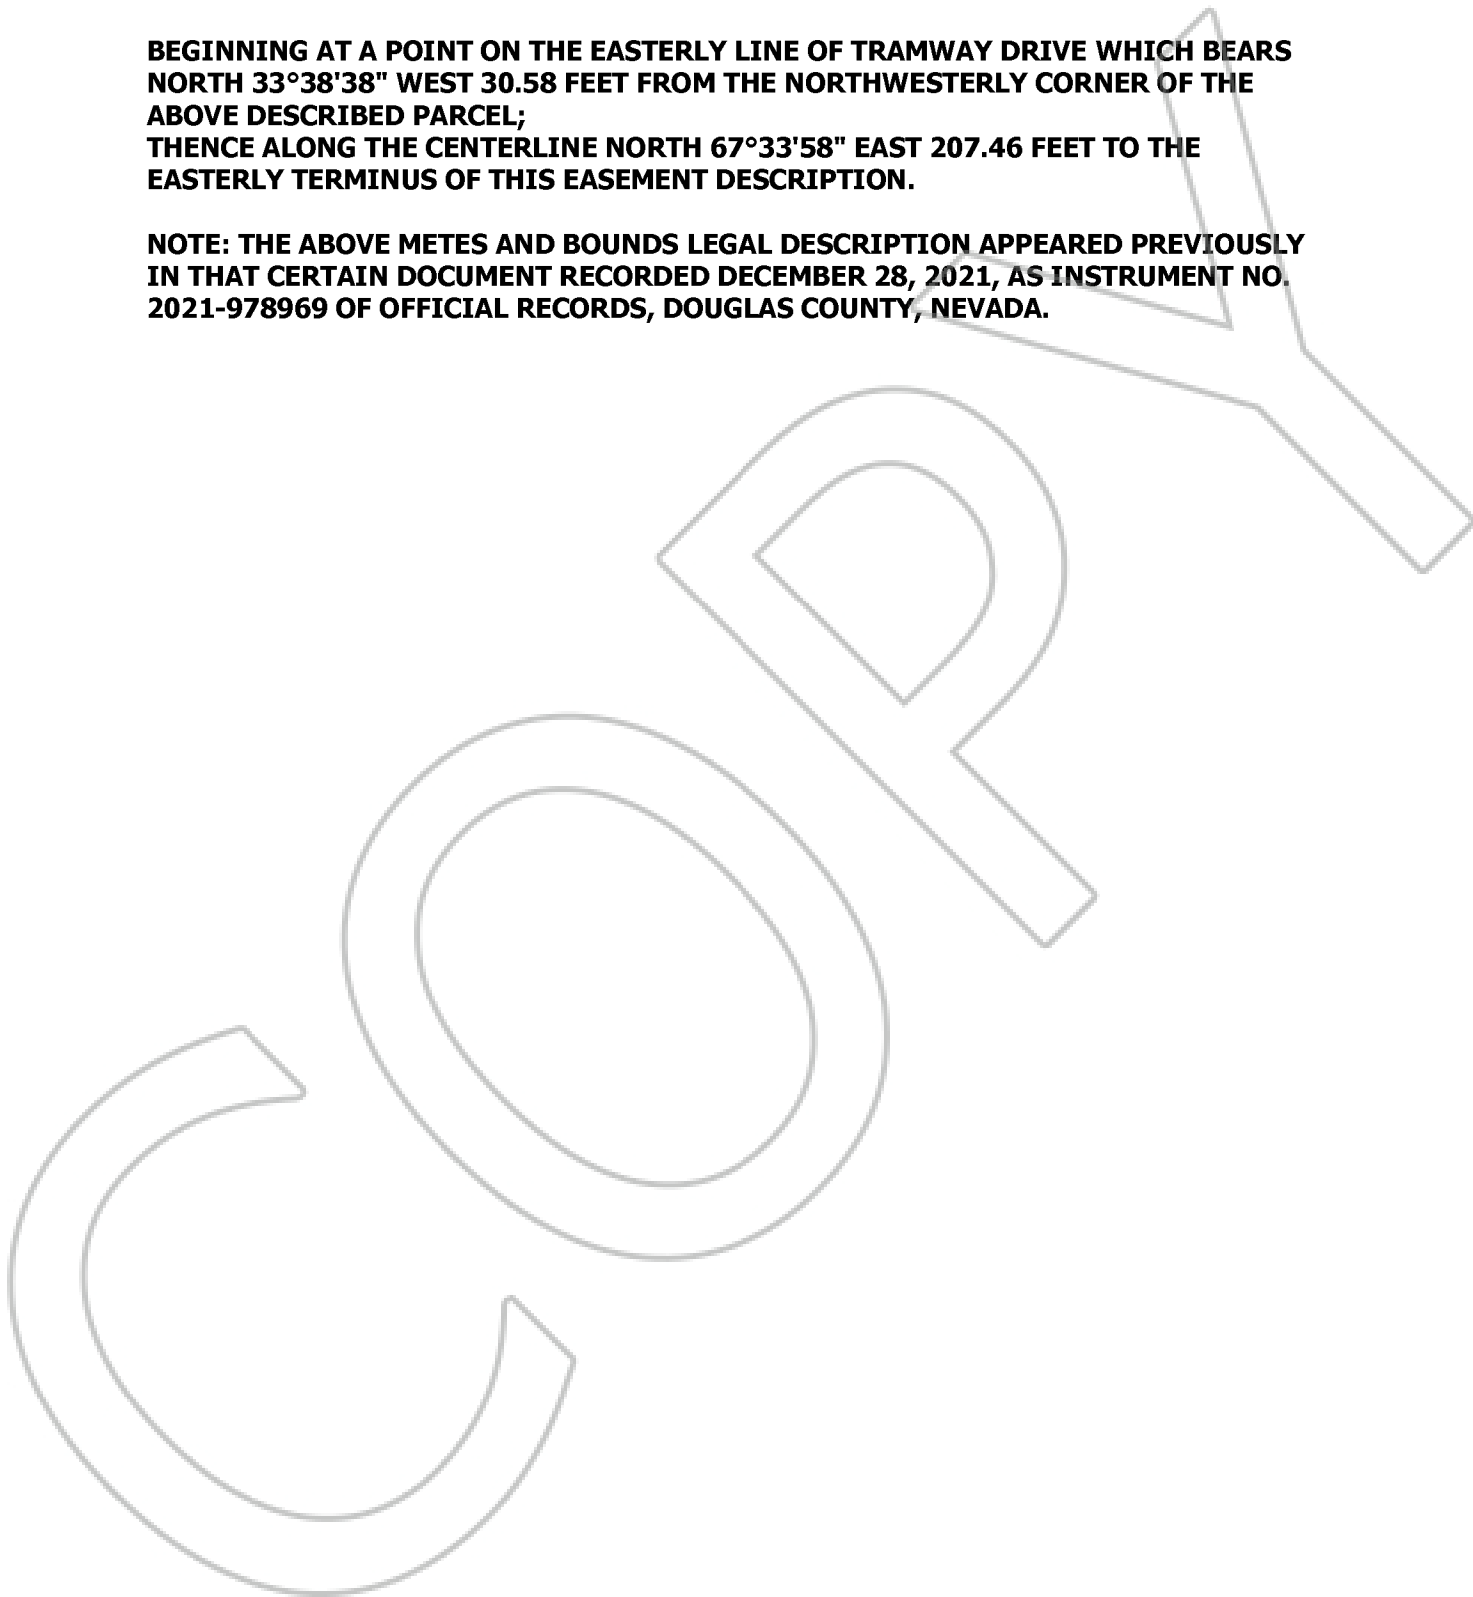 BEGINNING AT A POINT ON THE EASTERLY LINE OF TRAMWAY DRIVE WHICH BEARS
NORTH 33°38'38" WEST 30.58 FEET FROM THE NORTHWESTERLY CORNER OF THE
ABOVE DESCRIBED PARCEL;
THENCE ALONG THE CENTERLINE NORTH 67°33'58" EAST 207.46 FEET TO THE
EASTERLY TERMINUS OF THIS EASEMENT DESCRIPTION.
NOTE: THE ABOVE METES AND BOUNDS LEGAL DESCRIPTION APPEARED PREVIOUSLY
IN THAT CERTAIN DOCUMENT RECORDED DECEMBER 28, 2021, AS INSTRUMENT NO.
2021-978969 OF OFFICIAL RECORDS, DOUGLAS COUNTY, NEVADA.
COPY